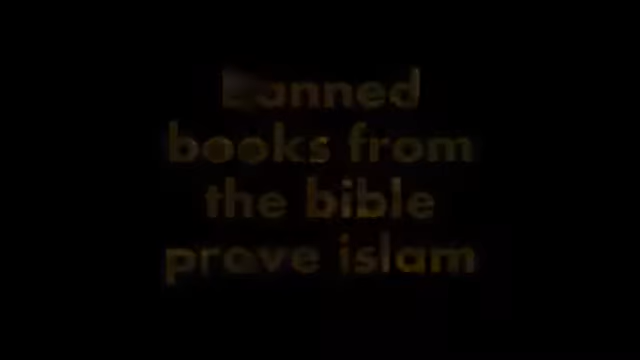 banned
books from
the bible
prove islam